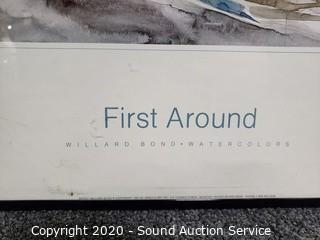 First Around
WILLARD BOND • WATERCOLORS
Copyright 2020 - Sound Auction Service